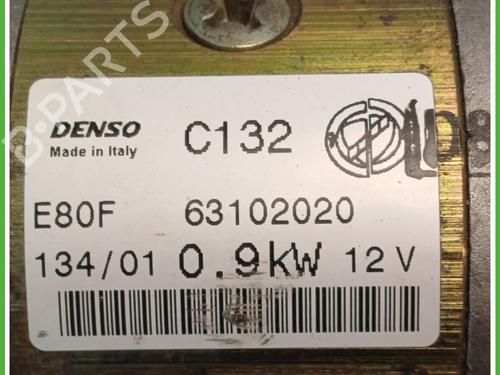 DENSO C132
Made in Italy
E80F 63102020
134/01 0.9kW 12 V
B-PARTS